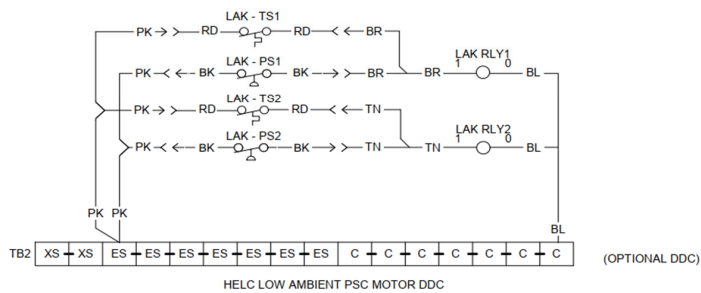 LAK - TS1
PK RD RD BR
LAK - PS1 LAK RLY1
PK BK BK BR BR 1 0 BL
LAK - TS2
PK RD RD TN
LAK - PS2 LAK RLY2
PK BK BK TN TN 1 0 BL
PK PK BL
TB2 XS XS ES ES ES ES ES ES ES C C C C C C C (OPTIONAL DDC)
HELC LOW AMBIENT PSC MOTOR DDC